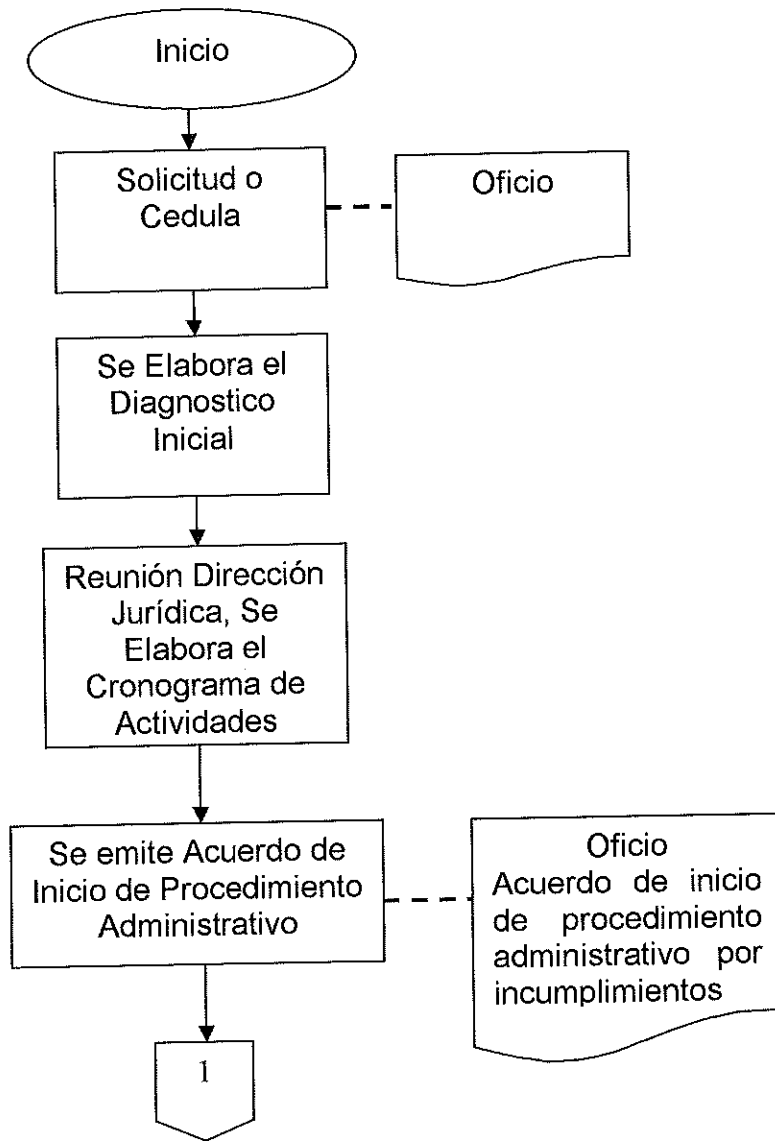 Inicio
Solicitud o
Cedula
Oficio
Se Elabora el
Diagnostico
Inicial
Reunión Dirección
Jurídica, Se
Elabora el
Cronograma de
Actividades
Se emite Acuerdo de
Inicio de Procedimiento
Administrativo
Oficio
Acuerdo de inicio
de procedimiento
administrativo por
incumplimientos
1